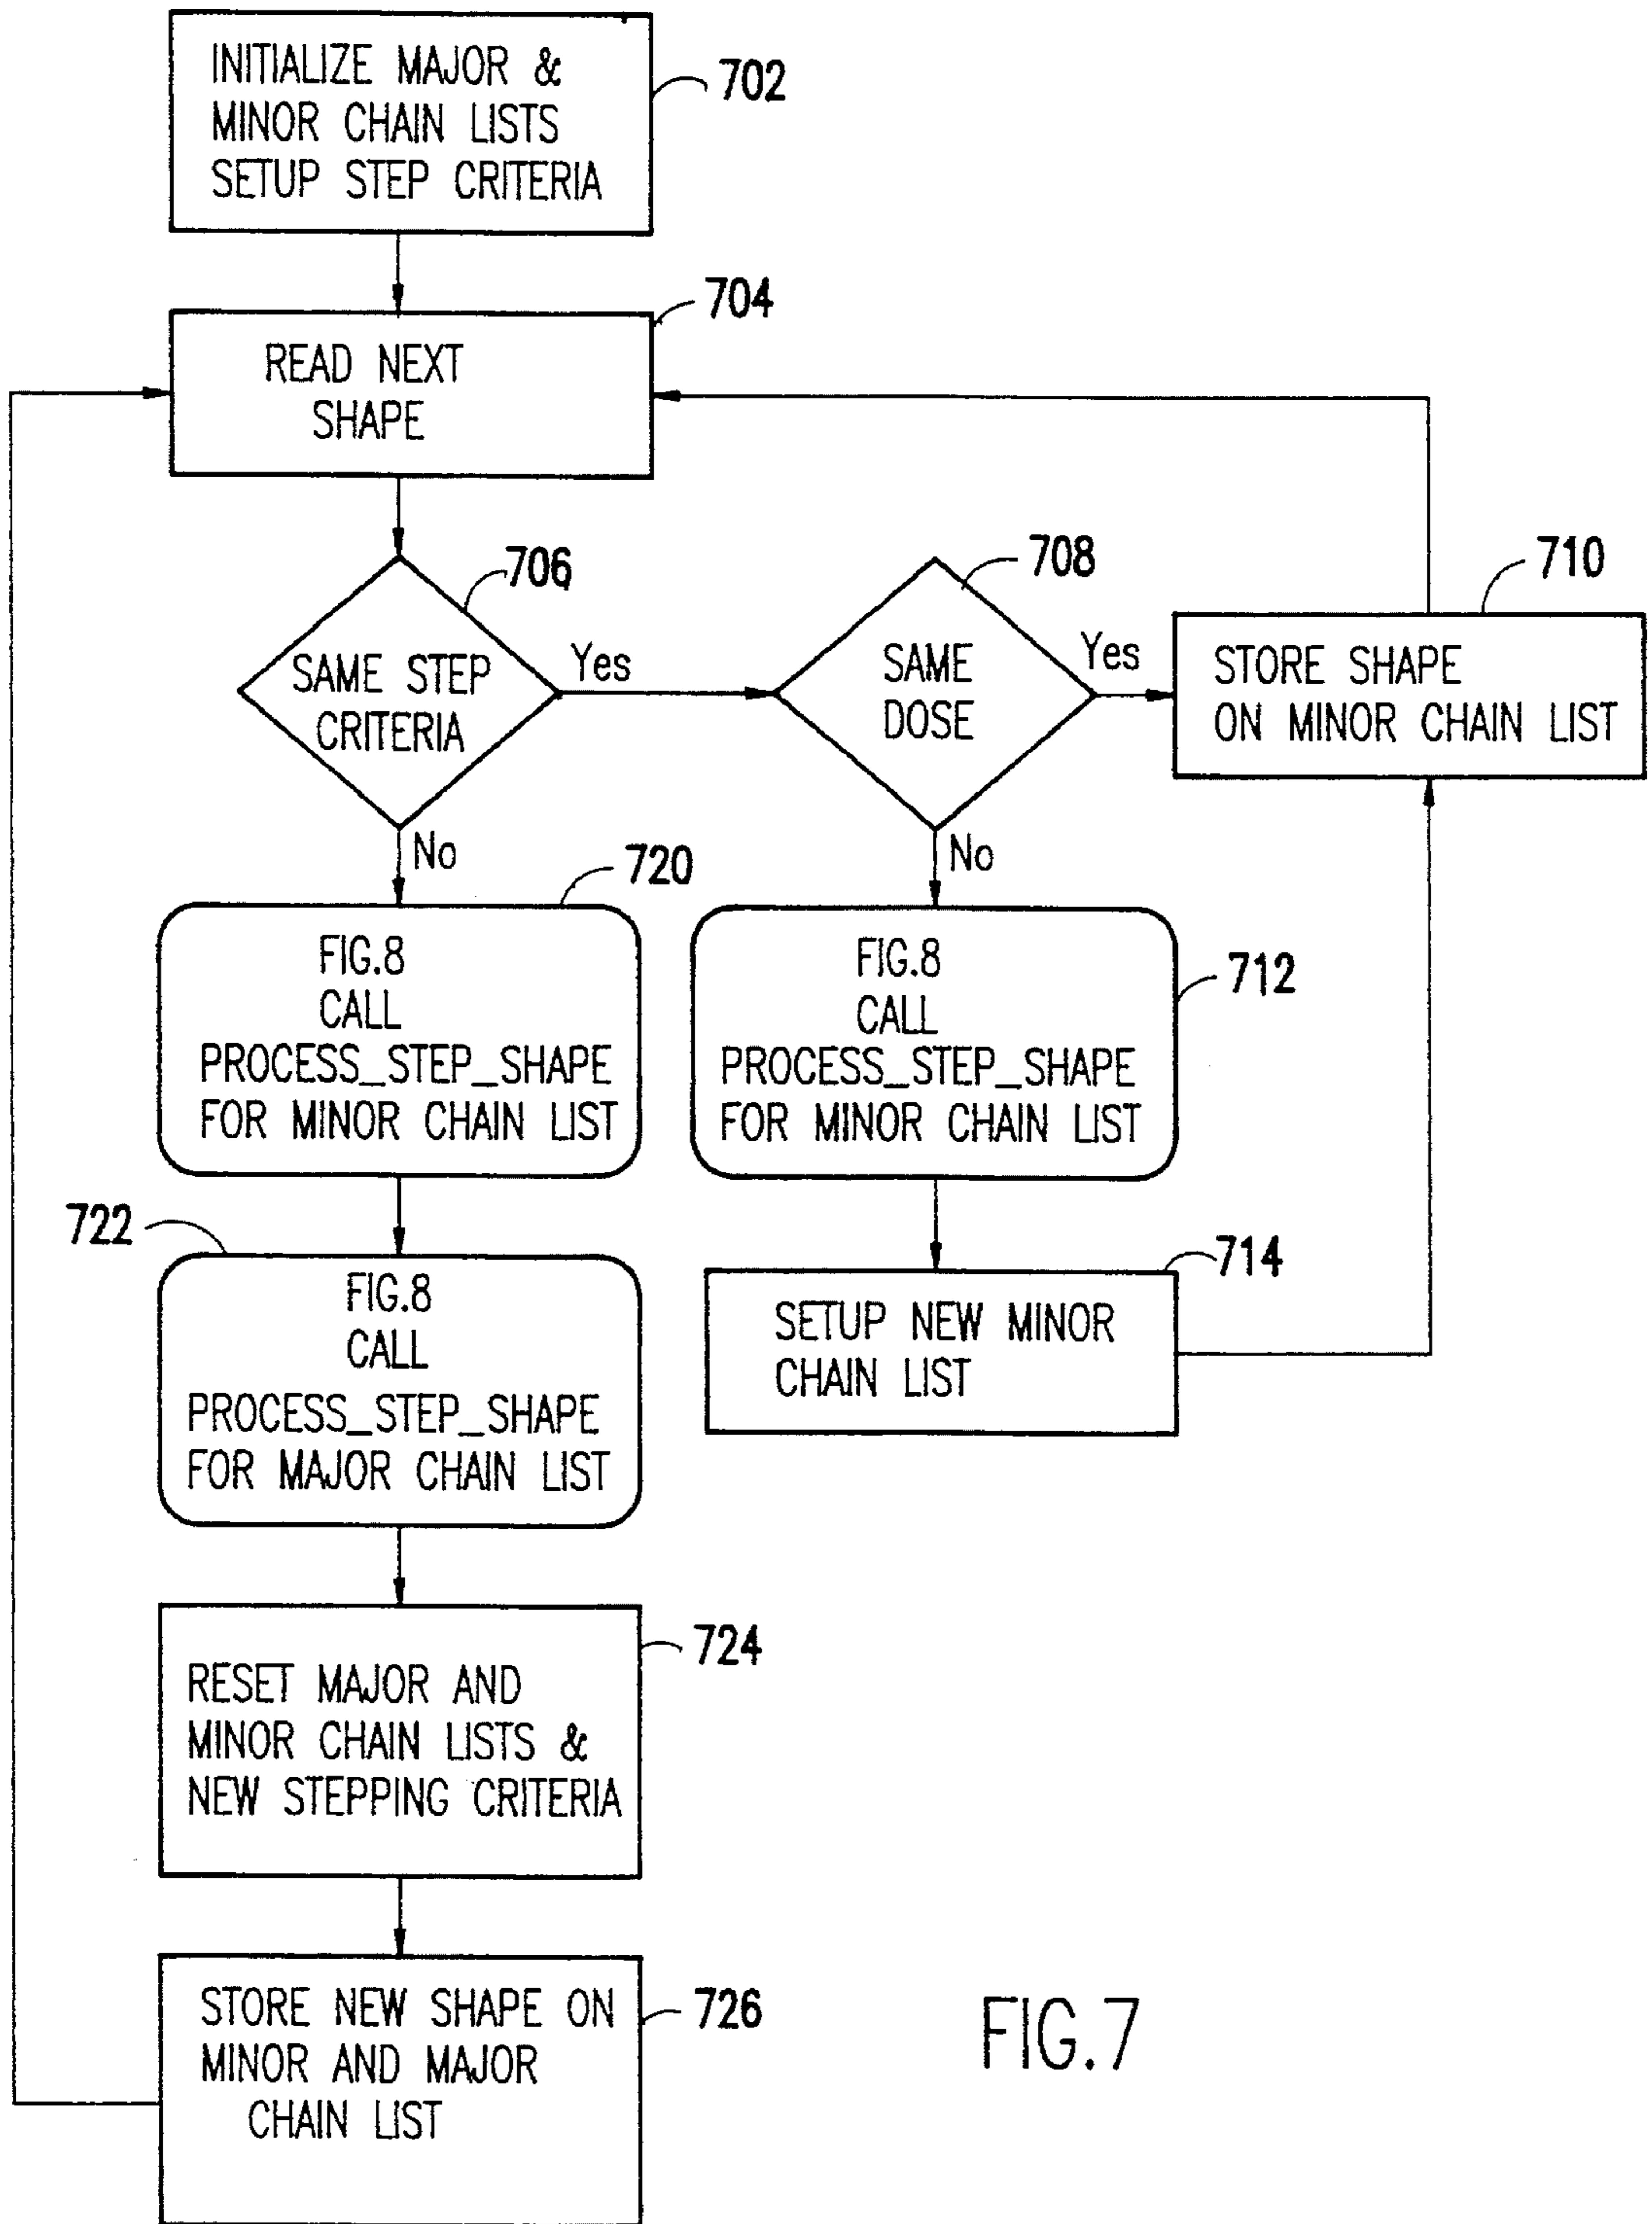 INITIALIZE MAJOR &
MINOR CHAIN LISTS
SETUP STEP CRITERIA
702
704
READ NEXT
SHAPE
706
SAME STEP
CRITERIA
Yes
No
708
SAME
DOSE
Yes
No
710
STORE SHAPE
ON MINOR CHAIN LIST
720
FIG.8
CALL
PROCESS_STEP_SHAPE
FOR MINOR CHAIN LIST
712
FIG.8
CALL
PROCESS_STEP_SHAPE
FOR MINOR CHAIN LIST
722
FIG.8
CALL
PROCESS_STEP_SHAPE
FOR MAJOR CHAIN LIST
714
SETUP NEW MINOR
CHAIN LIST
724
RESET MAJOR AND
MINOR CHAIN LISTS &
NEW STEPPING CRITERIA
726
STORE NEW SHAPE ON
MINOR AND MAJOR
CHAIN LIST
FIG.7